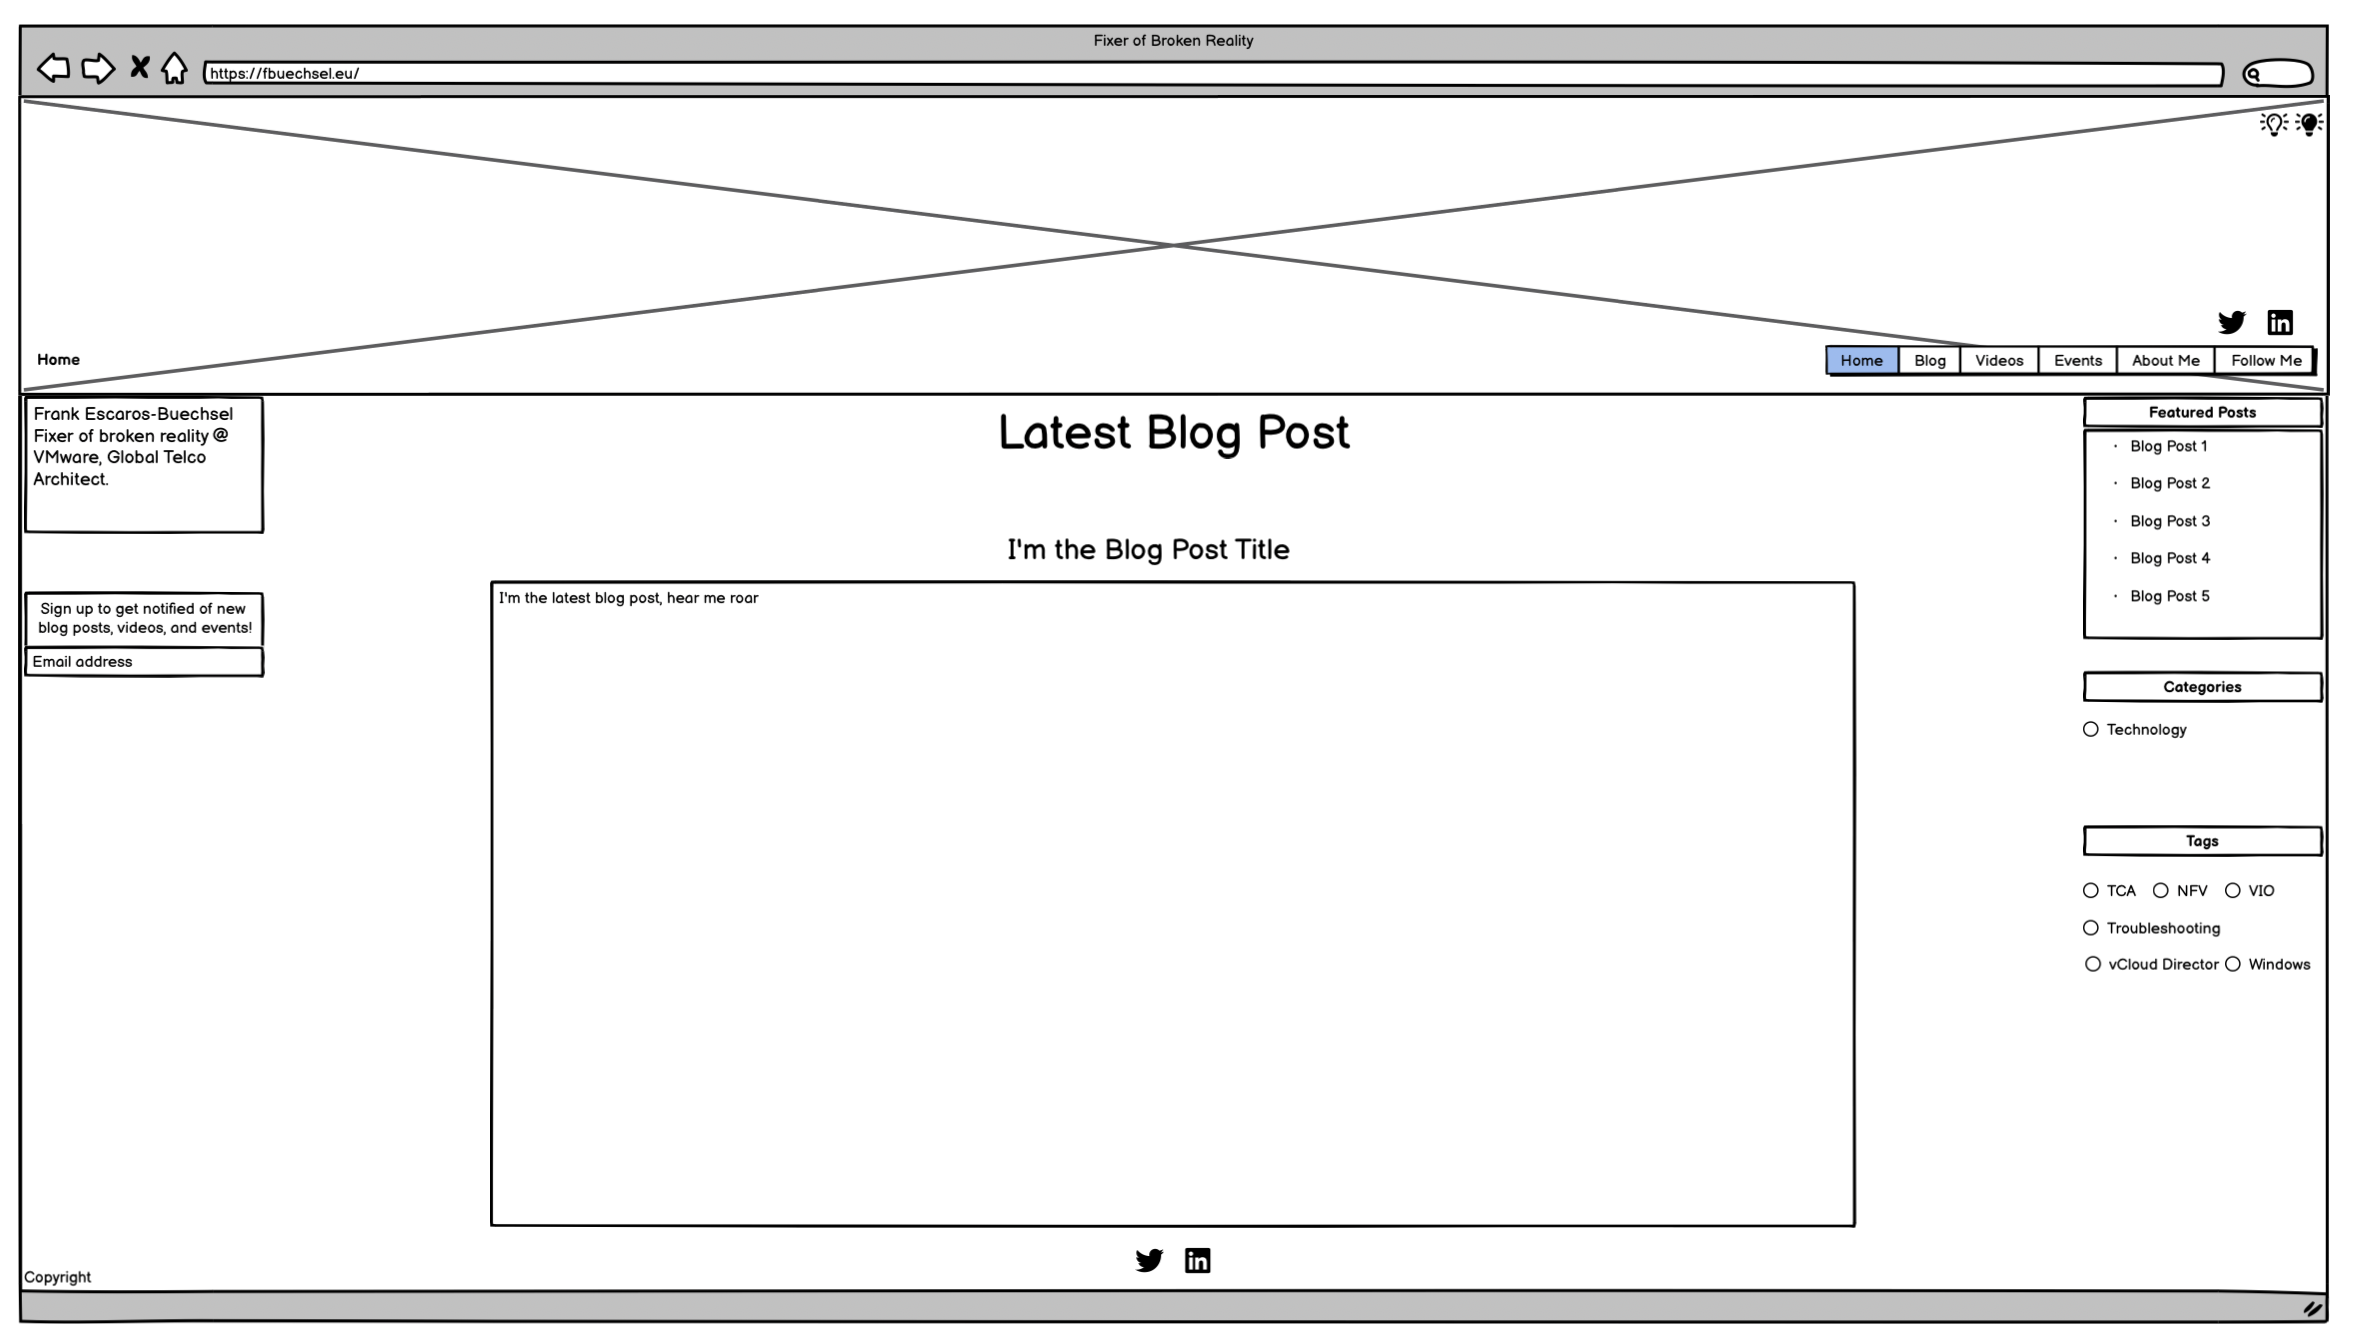 Fixer of Broken Reality
https://fbuechsel.eu/
Home
Home Blog Videos Events About Me Follow Me
Frank Escaros-Buechsel
Fixer of broken reality @
VMware, Global Telco
Architect.
Sign up to get notified of new
blog posts, videos, and events!
Email address
Latest Blog Post
I'm the Blog Post Title
I'm the latest blog post, hear me roar
Featured Posts
· Blog Post 1
· Blog Post 2
· Blog Post 3
· Blog Post 4
· Blog Post 5
Categories
Technology
Tags
TCA NFV VIO
Troubleshooting
vCloud Director Windows
in
in
Copyright